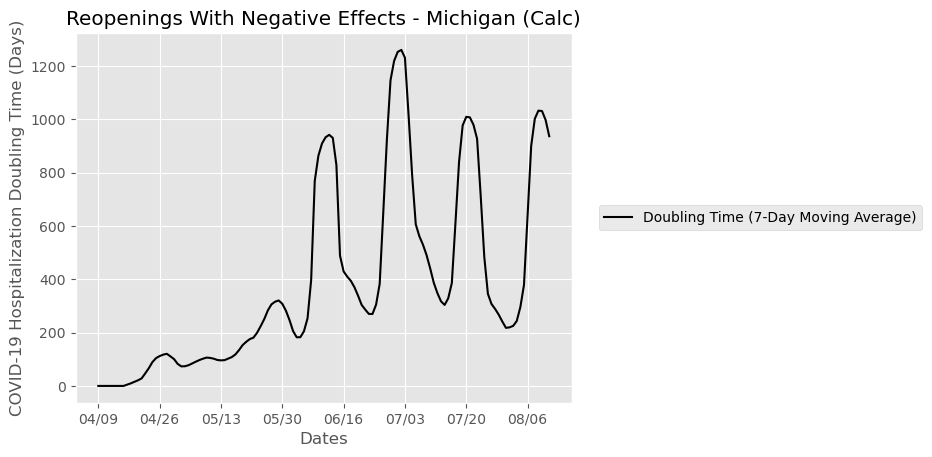 Reopenings With Negative Effects - Michigan (Calc)
COVID-19 Hospitalization Doubling Time (Days)
1200
1000
800
600
400
200
0
04/09 04/26 05/13 05/30 06/16 07/03 07/20 08/06
Dates
Doubling Time (7-Day Moving Average)